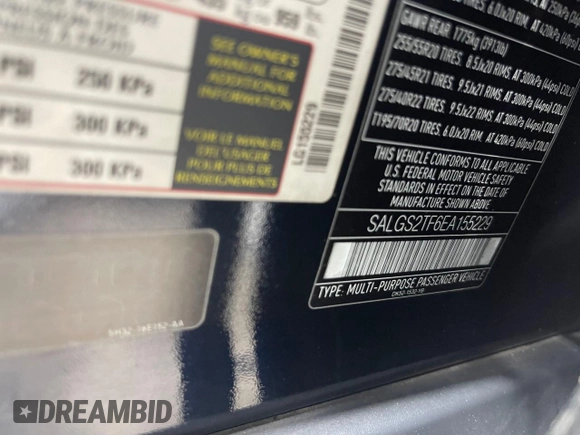 950
SEE OWNER'S
MANUAL FOR
ADDITIONAL
INFORMATION
VOIR LE MANUEL
DE L'USAGER
POUR PLUS DE
RENSEIGNEMENTS
PSI 250 KPa
PSI 300 KPa
PSI 300 KPa
LG155229
GAWR REAR 1775kg (3913lb)
255/55R20 TIRES, 8.5Jx20 RIMS, AT 300kPa (44psi) COLD
275/45R21 TIRES, 9.5Jx21 RIMS, AT 300kPa (44psi) COLD
275/40R22 TIRES, 9.5Jx22 RIMS, AT 300kPa (44psi) COLD
T195/70R20 TIRES, 6.0Jx20 RIM, AT 420kPa (60psi) COLD
THIS VEHICLE CONFORMS TO ALL APPLICABLE
U.S. FEDERAL MOTOR VEHICLE SAFETY
STANDARDS IN EFFECT ON THE DATE OF
MANUFACTURE SHOWN ABOVE.
SALGS2TF6EA155229
TYPE: MULTI-PURPOSE PASSENGER VEHICLE
DREAMBID